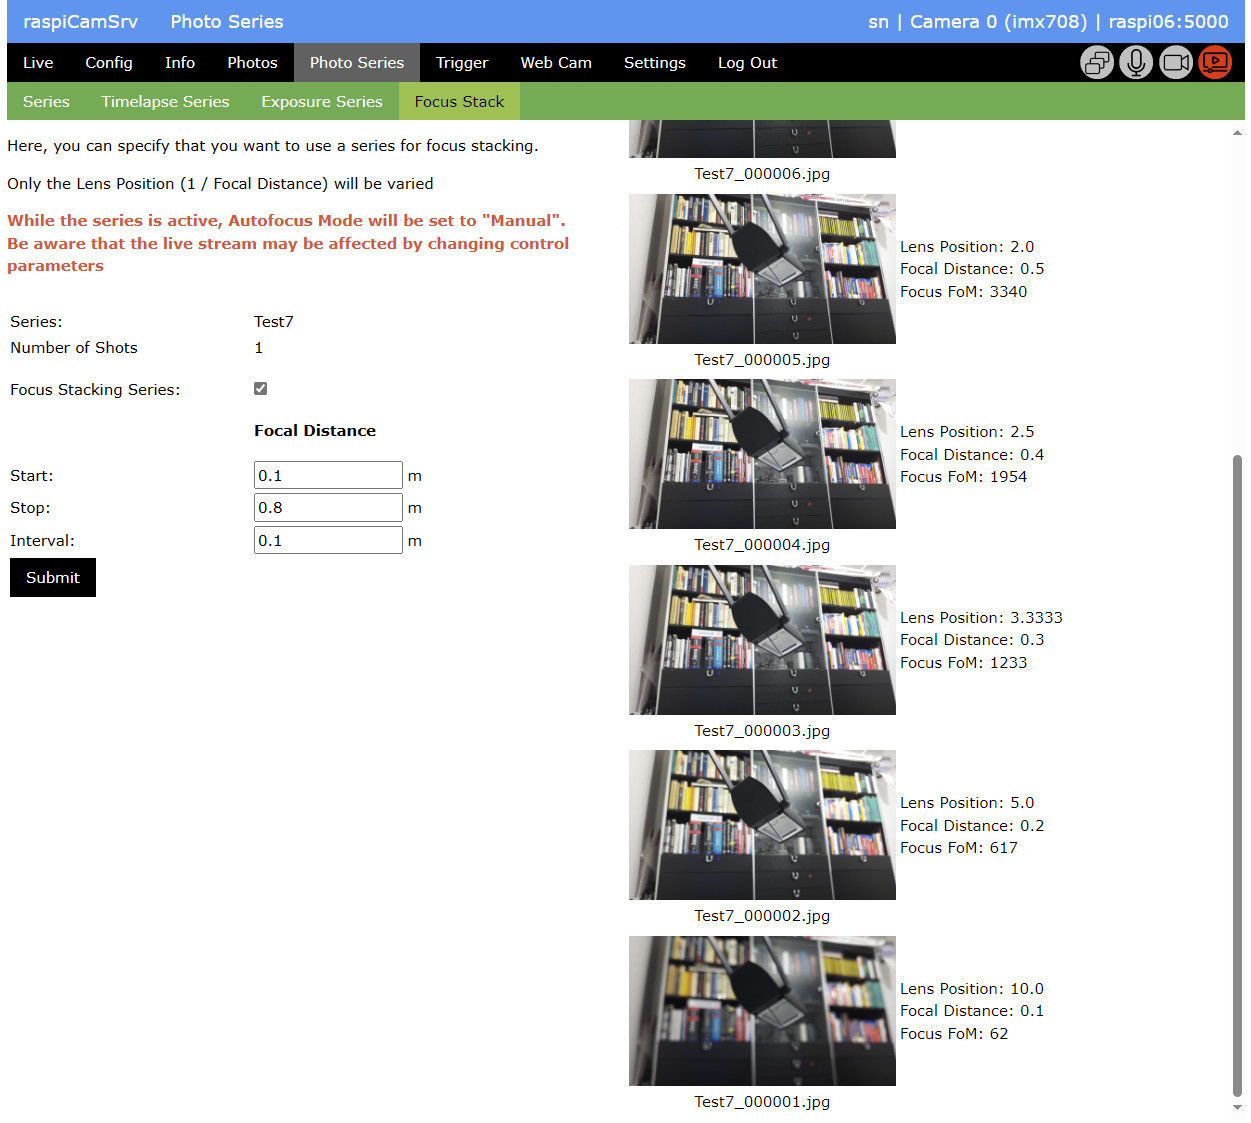 raspiCamSrv Photo Series
sn | Camera 0 (imx708) | raspi06:5000
Live Config Info Photos Photo Series Trigger Web Cam Settings Log Out
Series Timelapse Series Exposure Series Focus Stack
Here, you can specify that you want to use a series for focus stacking.
Only the Lens Position (1 / Focal Distance) will be varied
While the series is active, Autofocus Mode will be set to "Manual".
Be aware that the live stream may be affected by changing control
parameters
Series: Test7
Number of Shots 1
Focus Stacking Series:
Focal Distance
Start: 0.1 m
Stop: 0.8 m
Interval: 0.1 m
Submit
Test7_000006.jpg
Lens Position: 2.0
Focal Distance: 0.5
Focus FoM: 3340
Test7_000005.jpg
Lens Position: 2.5
Focal Distance: 0.4
Focus FoM: 1954
Test7_000004.jpg
Lens Position: 3.3333
Focal Distance: 0.3
Focus FoM: 1233
Test7_000003.jpg
Lens Position: 5.0
Focal Distance: 0.2
Focus FoM: 617
Test7_000002.jpg
Lens Position: 10.0
Focal Distance: 0.1
Focus FoM: 62
Test7_000001.jpg